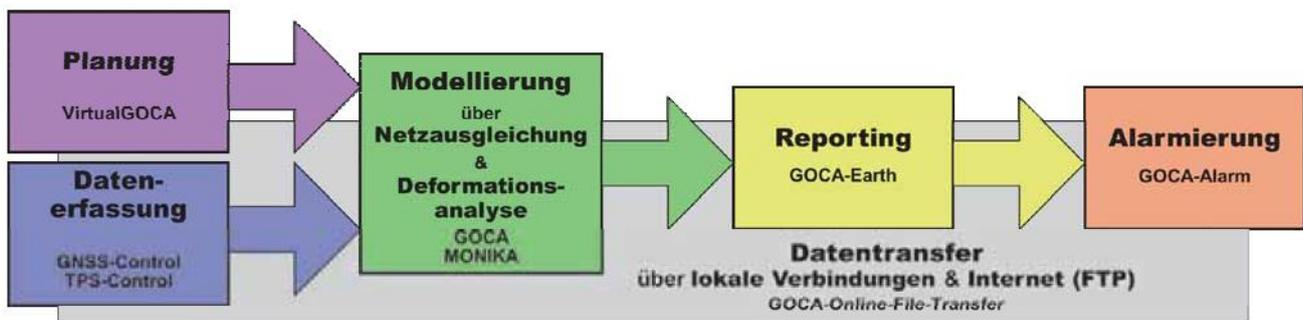 Planung
VirtualGOCA
Daten-
erfassung
GNSS-Control
TPS-Control
Modellierung
über
Netzausgleichung
&
Deformations-
analyse
GOCA
MONIKA
Reporting
GOCA-Earth
Alarmierung
GOCA-Alarm
Datentransfer
über lokale Verbindungen & Internet (FTP)
GOCA-Online-File-Transfer